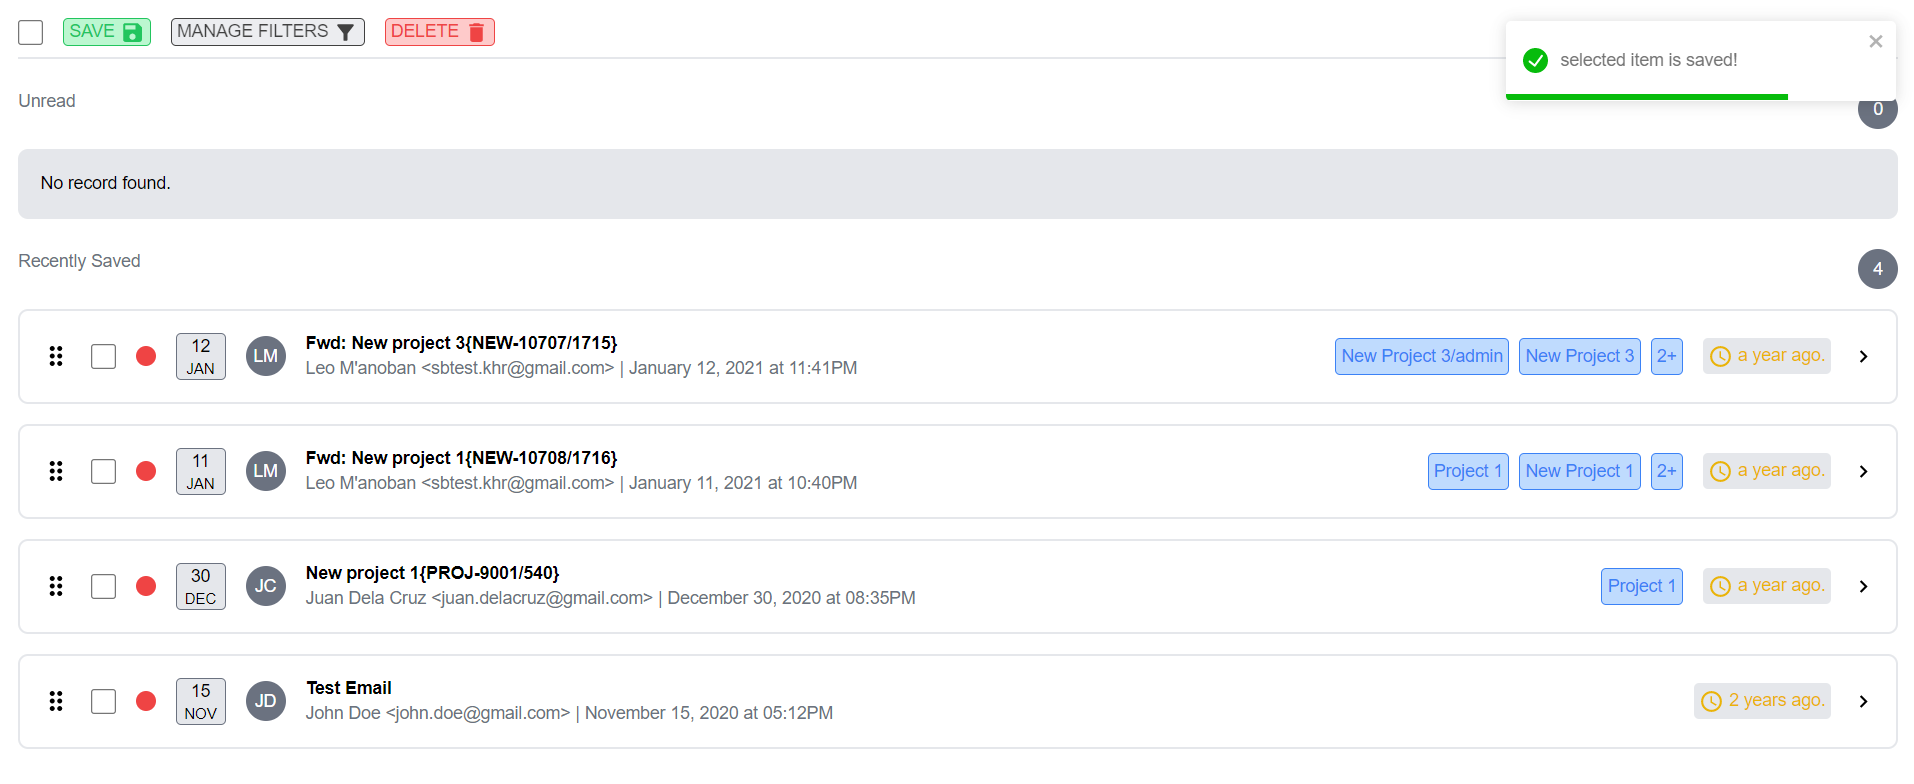 SAVE MANAGE FILTERS DELETE
selected item is saved!
Unread
0
No record found.
Recently Saved
4
12 JAN
LM
Fwd: New project 3{NEW-10707/1715}
Leo M'anoban <sbtest.khr@gmail.com> | January 12, 2021 at 11:41PM
New Project 3/admin New Project 3 2+ a year ago.
11 JAN
LM
Fwd: New project 1{NEW-10708/1716}
Leo M'anoban <sbtest.khr@gmail.com> | January 11, 2021 at 10:40PM
Project 1 New Project 1 2+ a year ago.
30 DEC
JC
New project 1{PROJ-9001/540}
Juan Dela Cruz <juan.delacruz@gmail.com> | December 30, 2020 at 08:35PM
Project 1 a year ago.
15 NOV
JD
Test Email
John Doe <john.doe@gmail.com> | November 15, 2020 at 05:12PM
2 years ago.